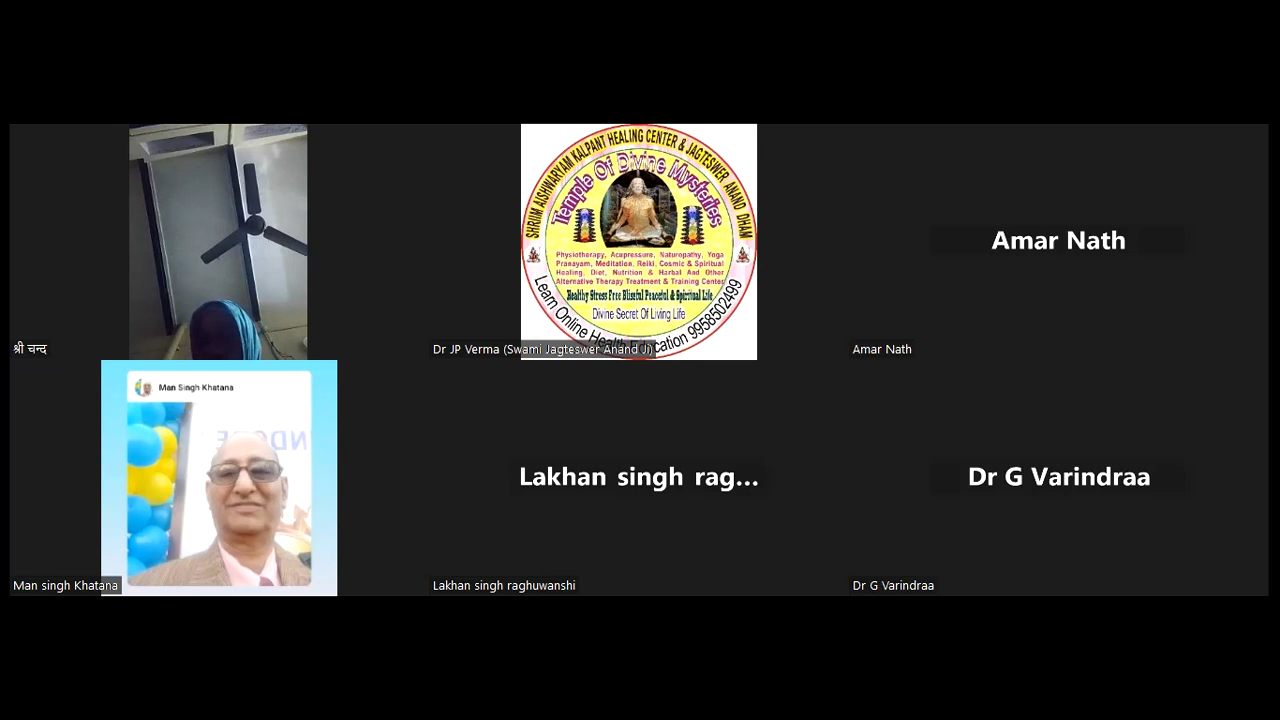 SHRIJM AISHWARYAM KALPANT HEALING CENTER & JAGTESWER ANAND DHAM
Temple Of Divine Mysteries
Physiotherapy, Acupressure, Naturopathy, Yoga
Pranayam, Meditation, Reiki, Cosmic & Spiritual
Healing, Diet, Nutrition & Harbal And Other
Alternative Therapy Treatment & Training Center
Healthy Stress Free Blissful Peaceful & Spiritual Life
Divine Secret Of Living Life
Learn Online Health Education 9958502499
श्री चन्द
Dr JP Verma (Swami Jagteswer Anand Ji)
Amar Nath
Amar Nath
Man Singh Khatana
Man singh Khatana
Lakhan singh rag...
Lakhan singh raghuwanshi
Dr G Varindraa
Dr G Varindraa